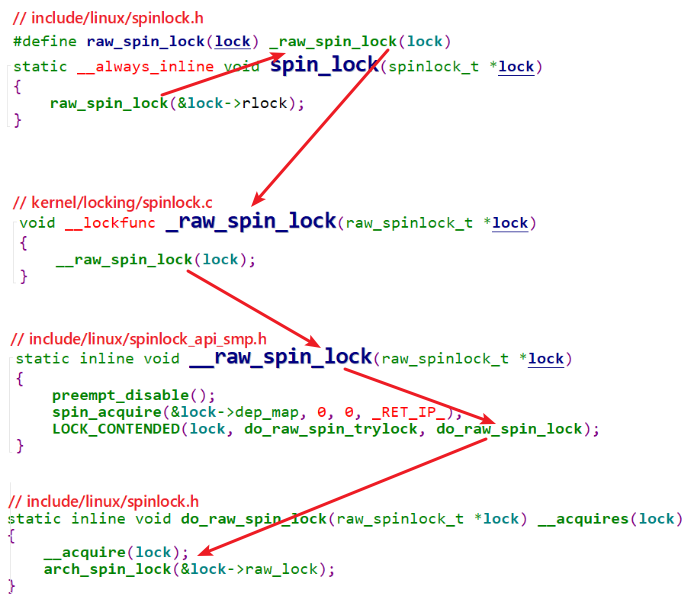 // include/linux/spinlock.h
#define raw_spin_lock(lock) _raw_spin_lock(lock)
static __always_inline void spin_lock(spinlock_t *lock)
{
    raw_spin_lock(&lock->rlock);
}
// kernel/locking/spinlock.c
void __lockfunc _raw_spin_lock(raw_spinlock_t *lock)
{
    __raw_spin_lock(lock);
}
// include/linux/spinlock_api_smp.h
static inline void __raw_spin_lock(raw_spinlock_t *lock)
{
    preempt_disable();
    spin_acquire(&lock->dep_map, 0, 0, _RET_IP_);
    LOCK_CONTENDED(lock, do_raw_spin_trylock, do_raw_spin_lock);
}
// include/linux/spinlock.h
static inline void do_raw_spin_lock(raw_spinlock_t *lock) __acquires(lock)
{
    __acquire(lock);
    arch_spin_lock(&lock->raw_lock);
}